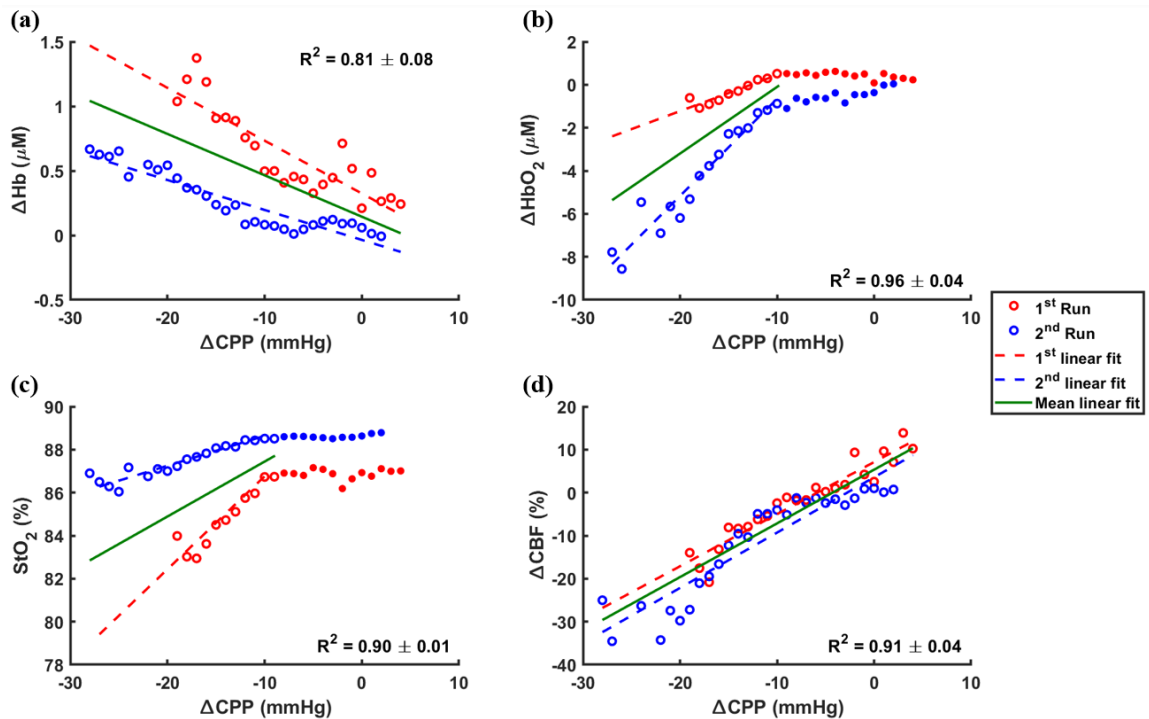 (a)
1.5
1
0.5
0
-0.5
ΔHb (μM)
R² = 0.81 ± 0.08
-30 -20 -10 0 10
ΔCPP (mmHg)
(b)
2
0
-2
-4
-6
-8
-10
ΔHbO₂ (μM)
R² = 0.96 ± 0.04
-30 -20 -10 0 10
ΔCPP (mmHg)
1st Run
2nd Run
1st linear fit
2nd linear fit
Mean linear fit
(c)
90
88
86
84
82
80
78
StO₂ (%)
R² = 0.90 ± 0.01
-30 -20 -10 0 10
ΔCPP (mmHg)
(d)
20
10
0
-10
-20
-30
-40
ΔCBF (%)
R² = 0.91 ± 0.04
-30 -20 -10 0 10
ΔCPP (mmHg)